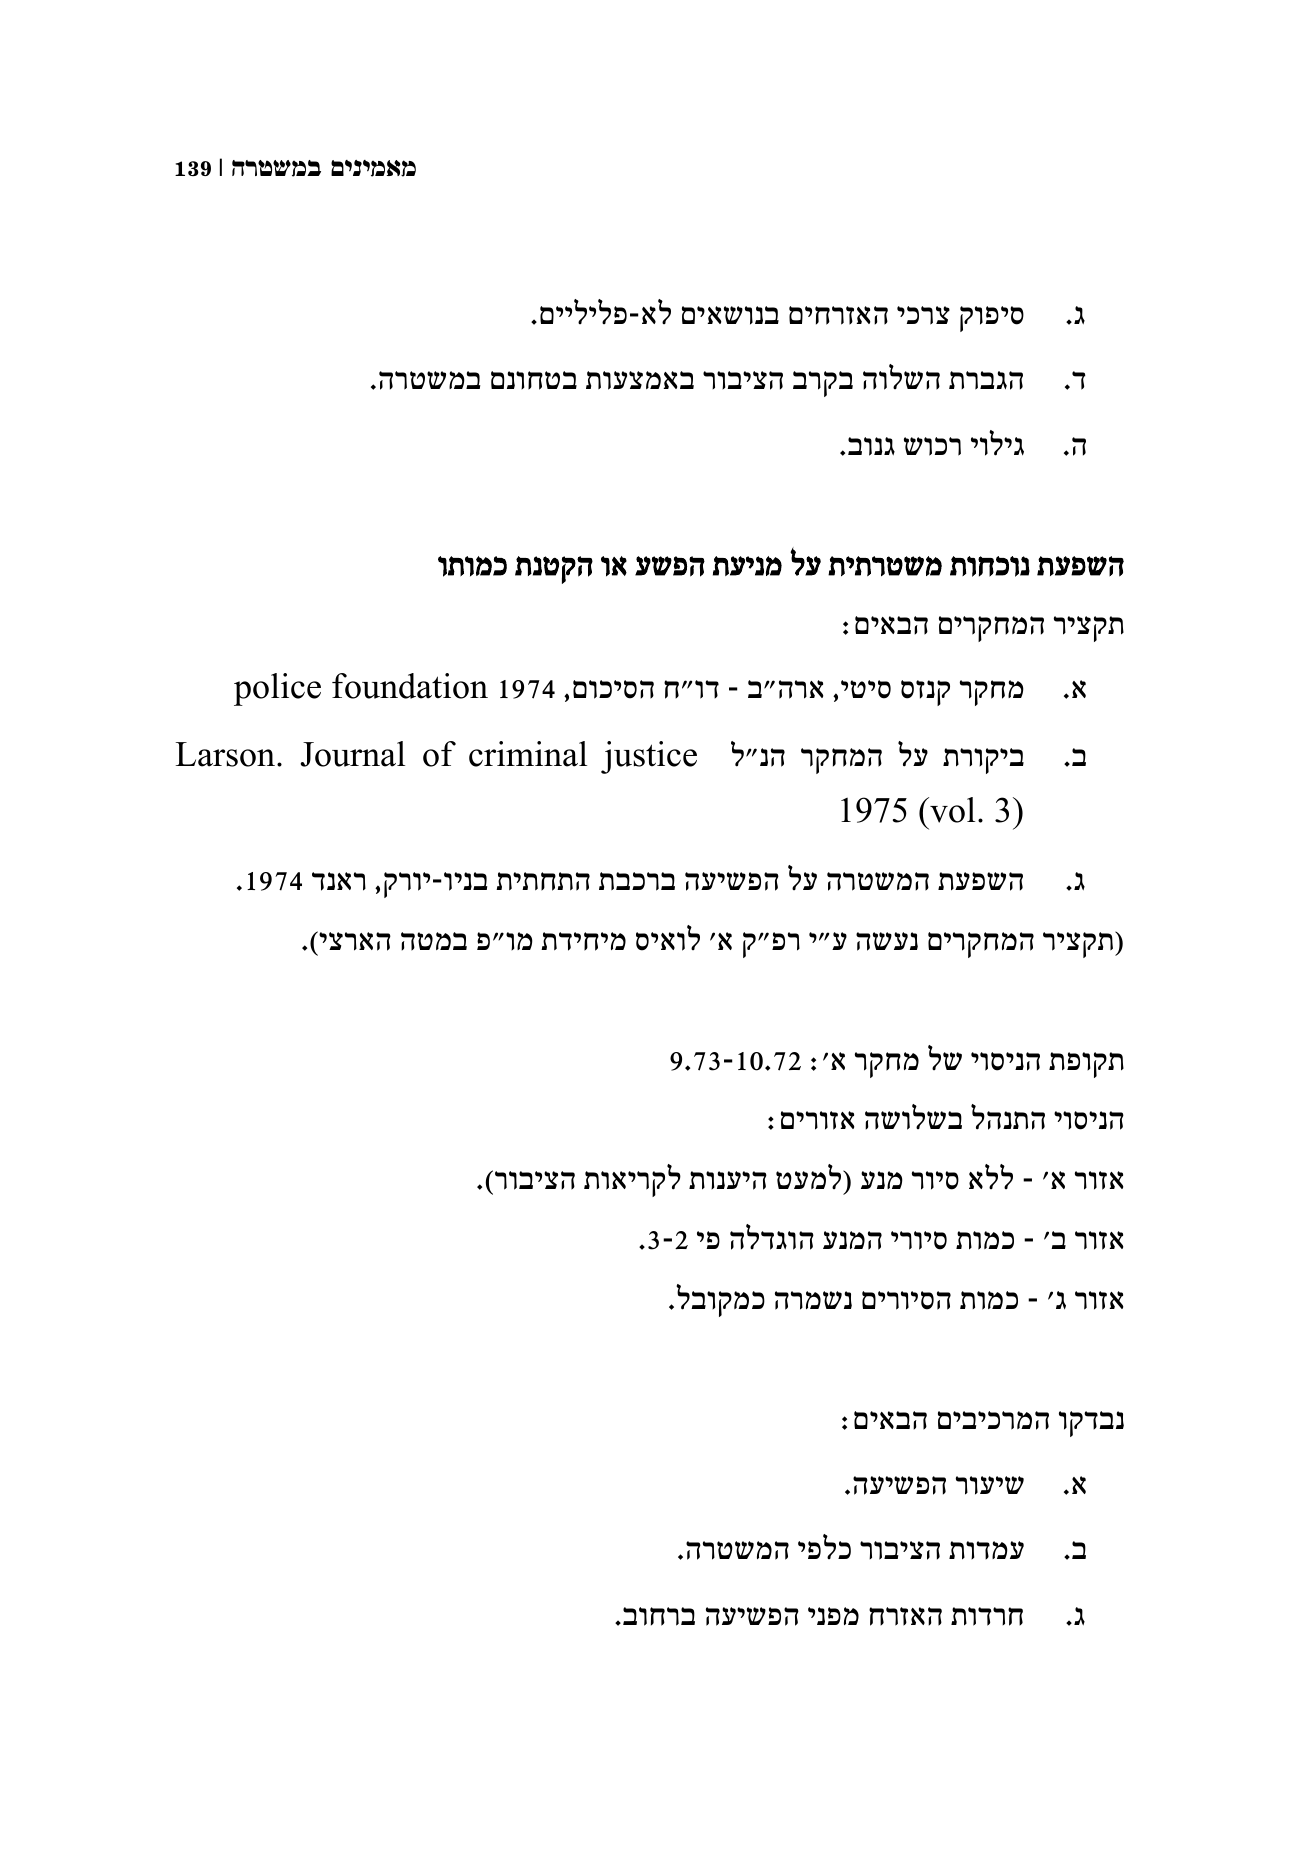 מאמינים במשטרה | 139
ג. סיפוק צרכי האזרחים בנושאים לא-פליליים.
ד. הגברת השלוה בקרב הציבור באמצעות בטחונם במשטרה.
ה. גילוי רכוש גנוב.
השפעת נוכחות משטרתית על מניעת הפשע או הקטנת כמותו
תקציר המחקרים הבאים:
א. מחקר קנזס סיטי, ארה״ב - דו״ח הסיכום, 1974 police foundation
ב. ביקורת על המחקר הנ״ל Larson. Journal of criminal justice
1975 (vol. 3)
ג. השפעת המשטרה על הפשיעה ברכבת התחתית בניו-יורק, ראנד 1974.
(תקציר המחקרים נעשה ע״י רפ״ק א׳ לואיס מיחידת מו״פ במטה הארצי).
תקופת הניסוי של מחקר א׳: 9.73-10.72
הניסוי התנהל בשלושה אזורים:
אזור א׳ - ללא סיור מנע (למעט היענות לקריאות הציבור).
אזור ב׳ - כמות סיורי המנע הוגדלה פי 3-2.
אזור ג׳ - כמות הסיורים נשמרה כמקובל.
נבדקו המרכיבים הבאים:
א. שיעור הפשיעה.
ב. עמדות הציבור כלפי המשטרה.
ג. חרדות האזרח מפני הפשיעה ברחוב.